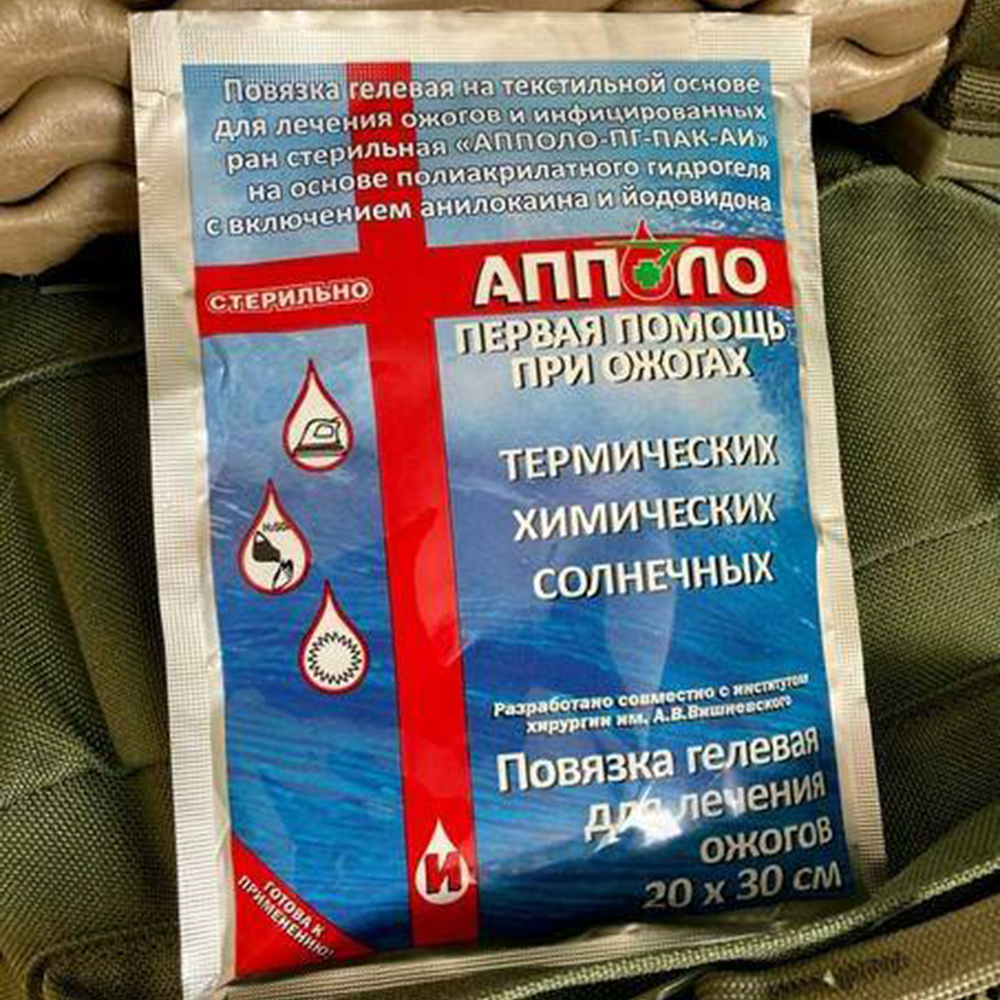 Повязка гелевая на текстильной основе
для лечения ожогов и инфицированных
ран стерильная «АППОЛО-ПГ-ПАК-АИ»
на основе полиакрилатного гидрогеля
с включением анилокаина и йодовидона
СТЕРИЛЬНО
АППОЛО
ПЕРВАЯ ПОМОЩЬ
ПРИ ОЖОГАХ
ТЕРМИЧЕСКИХ
ХИМИЧЕСКИХ
СОЛНЕЧНЫХ
Разработано совместно с институтом
хирургии им. А.В.Вишневского
Повязка гелевая
для лечения
ожогов
20 х 30 см
И
ГОТОВА К
ПРИМЕНЕНИЮ!